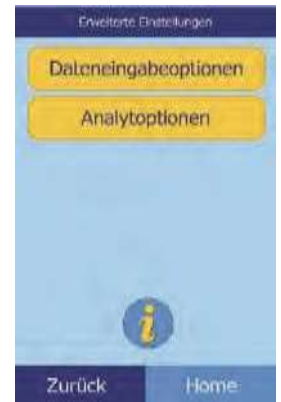 Erweiterte Einstellungen
Dateneingabeoptionen
Analytoptionen
i
Zurück
Home